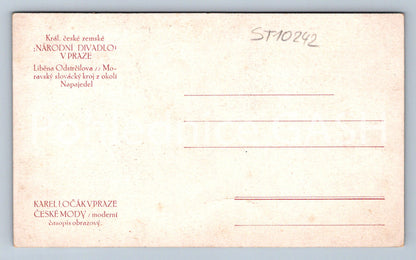 Král. české zemské
„NÁRODNÍ DIVADLO“
V PRAZE
Liběna Odstrčilova // Mo-
ravský slovácký kroj z okolí
Napajedel
ST10242
KAREL LOČÁK V PRAZE
ČESKÉ MODY / moderní
časopis obrazový.